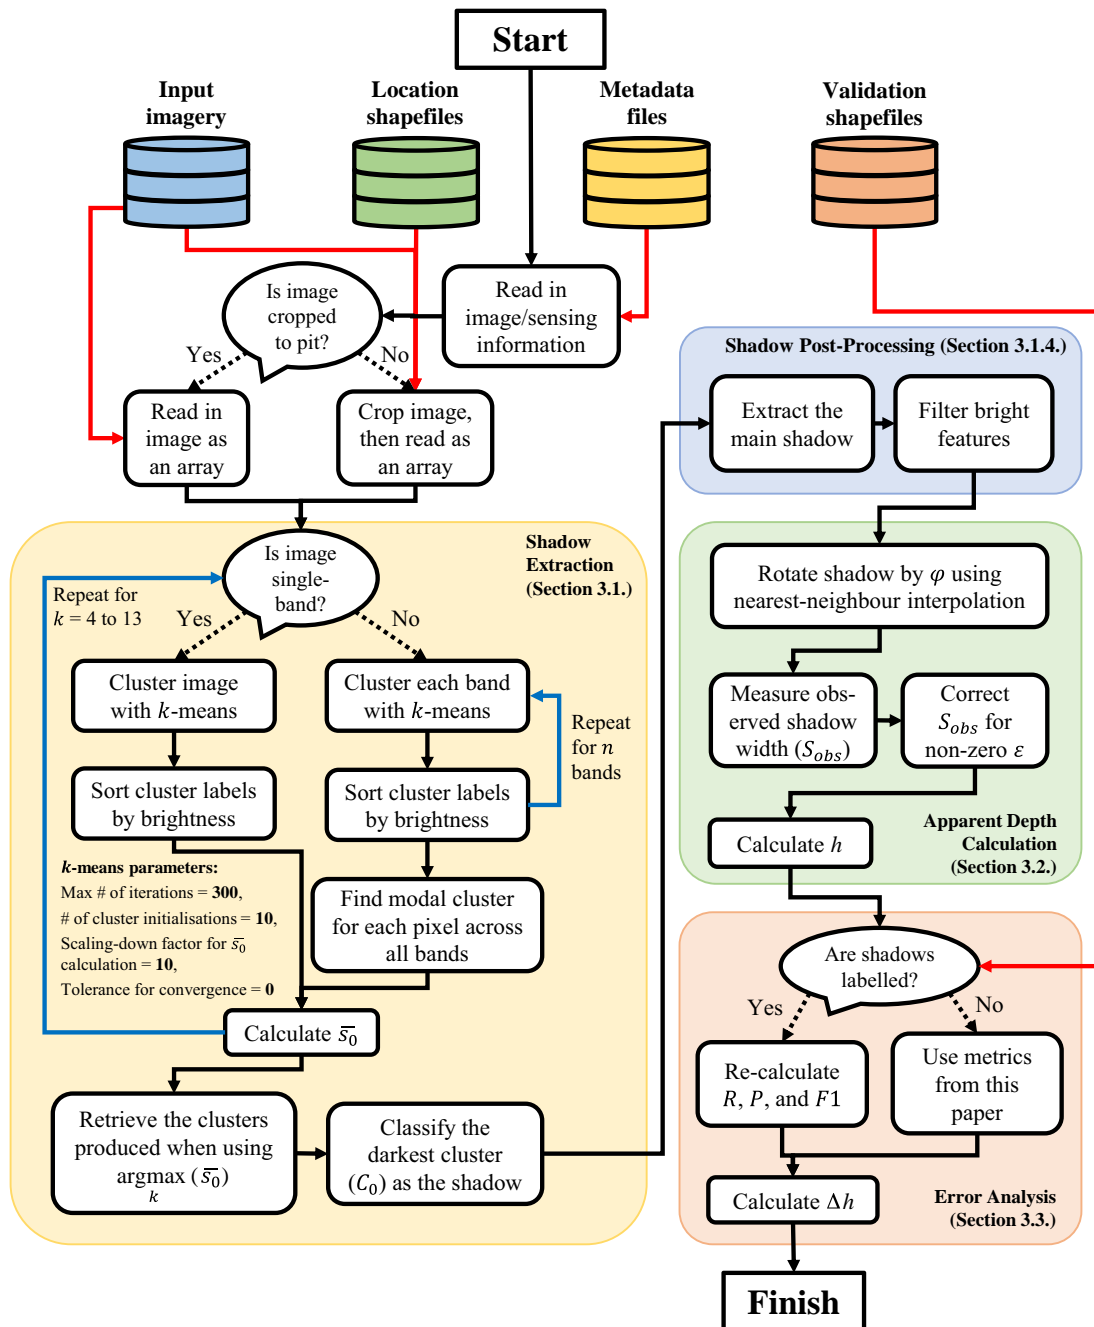 Start
Input
imagery
Location
shapefiles
Metadata
files
Validation
shapefiles
Is image
cropped
to pit?
Read in
image/sensing
information
Yes
No
Read in
image as
an array
Crop image,
then read as
an array
Shadow Post-Processing (Section 3.1.4.)
Extract the
main shadow
Filter bright
features
Shadow
Extraction
(Section 3.1.)
Is image
single-
band?
Repeat for
k = 4 to 13
Yes
No
Cluster image
with k-means
Cluster each band
with k-means
Repeat
for n
bands
Sort cluster labels
by brightness
Sort cluster labels
by brightness
k-means parameters:
Max # of iterations = 300,
# of cluster initialisations = 10,
Scaling-down factor for s̅₀
calculation = 10,
Tolerance for convergence = 0
Find modal cluster
for each pixel across
all bands
Calculate s̅₀
Retrieve the clusters
produced when using
argmax (s̅₀)
k
Classify the
darkest cluster
(C₀) as the shadow
Rotate shadow by φ using
nearest-neighbour interpolation
Measure obs-
erved shadow
width (S_obs)
Correct
S_obs for
non-zero ε
Calculate h
Apparent Depth
Calculation
(Section 3.2.)
Are shadows
labelled?
Yes
No
Re-calculate
R, P, and F1
Use metrics
from this
paper
Calculate Δh
Error Analysis
(Section 3.3.)
Finish